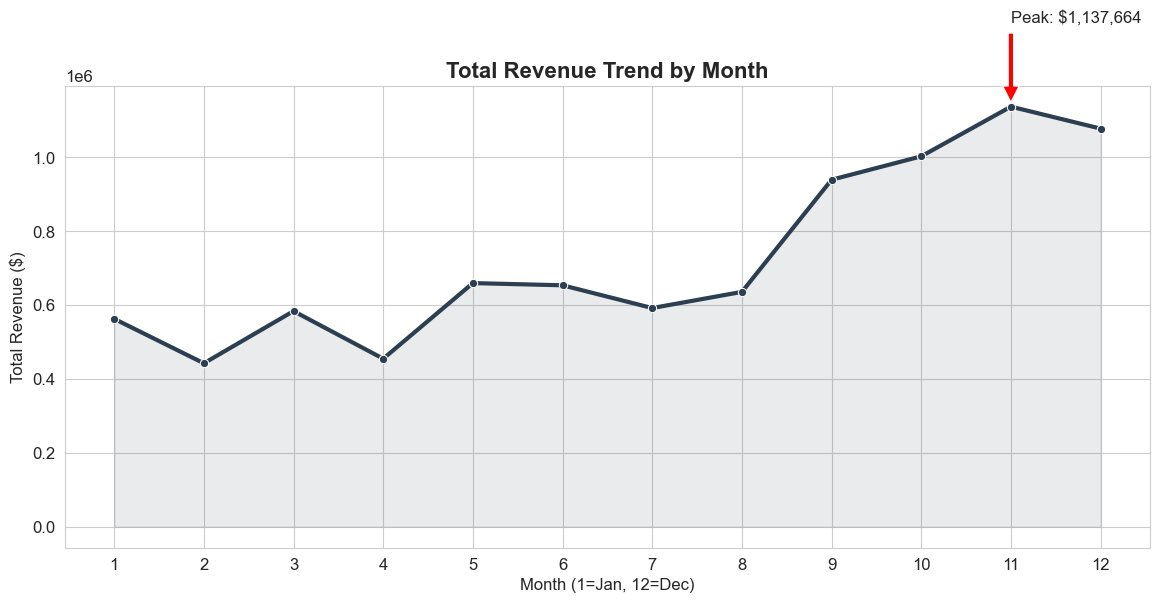 Peak: $1,137,664
Total Revenue Trend by Month
1e6
1.0
0.8
0.6
0.4
0.2
0.0
Total Revenue ($)
1 2 3 4 5 6 7 8 9 10 11 12
Month (1=Jan, 12=Dec)